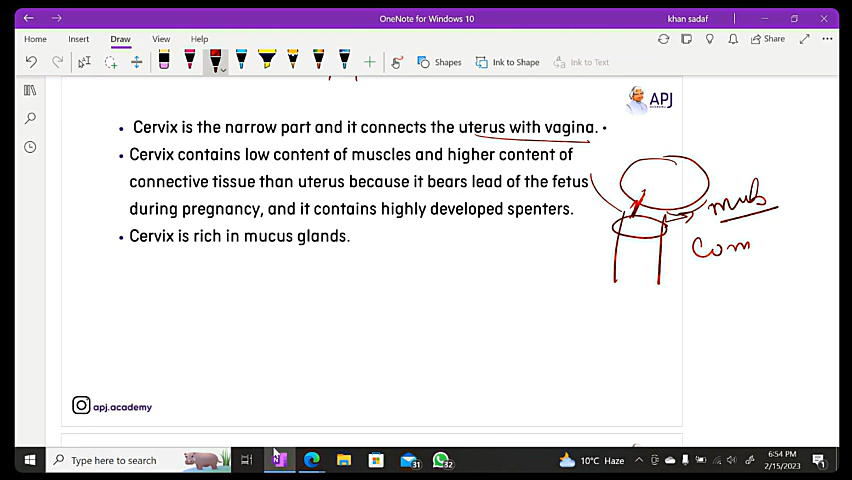 OneNote for Windows 10
khan sadaf
Home
Insert
Draw
View
Help
Share
Shapes
Ink to Shape
Ink to Text
APJ
• Cervix is the narrow part and it connects the uterus with vagina. •
• Cervix contains low content of muscles and higher content of
connective tissue than uterus because it bears lead of the fetus
during pregnancy, and it contains highly developed spenters.
• Cervix is rich in mucus glands.
Com
apj.academy
Type here to search
31
32
10°C Haze
6:54 PM
2/15/2023
1